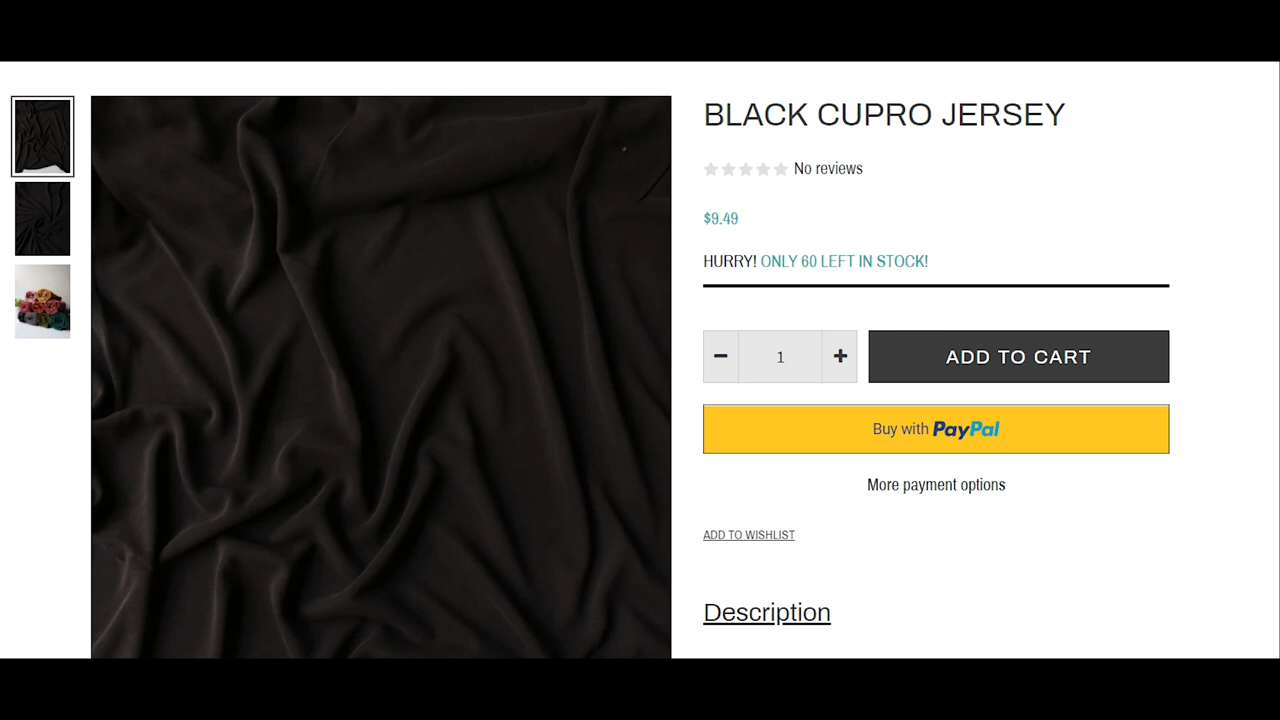 BLACK CUPRO JERSEY
No reviews
$9.49
HURRY! ONLY 60 LEFT IN STOCK!
− 1 + ADD TO CART
Buy with PayPal
More payment options
ADD TO WISHLIST
Description